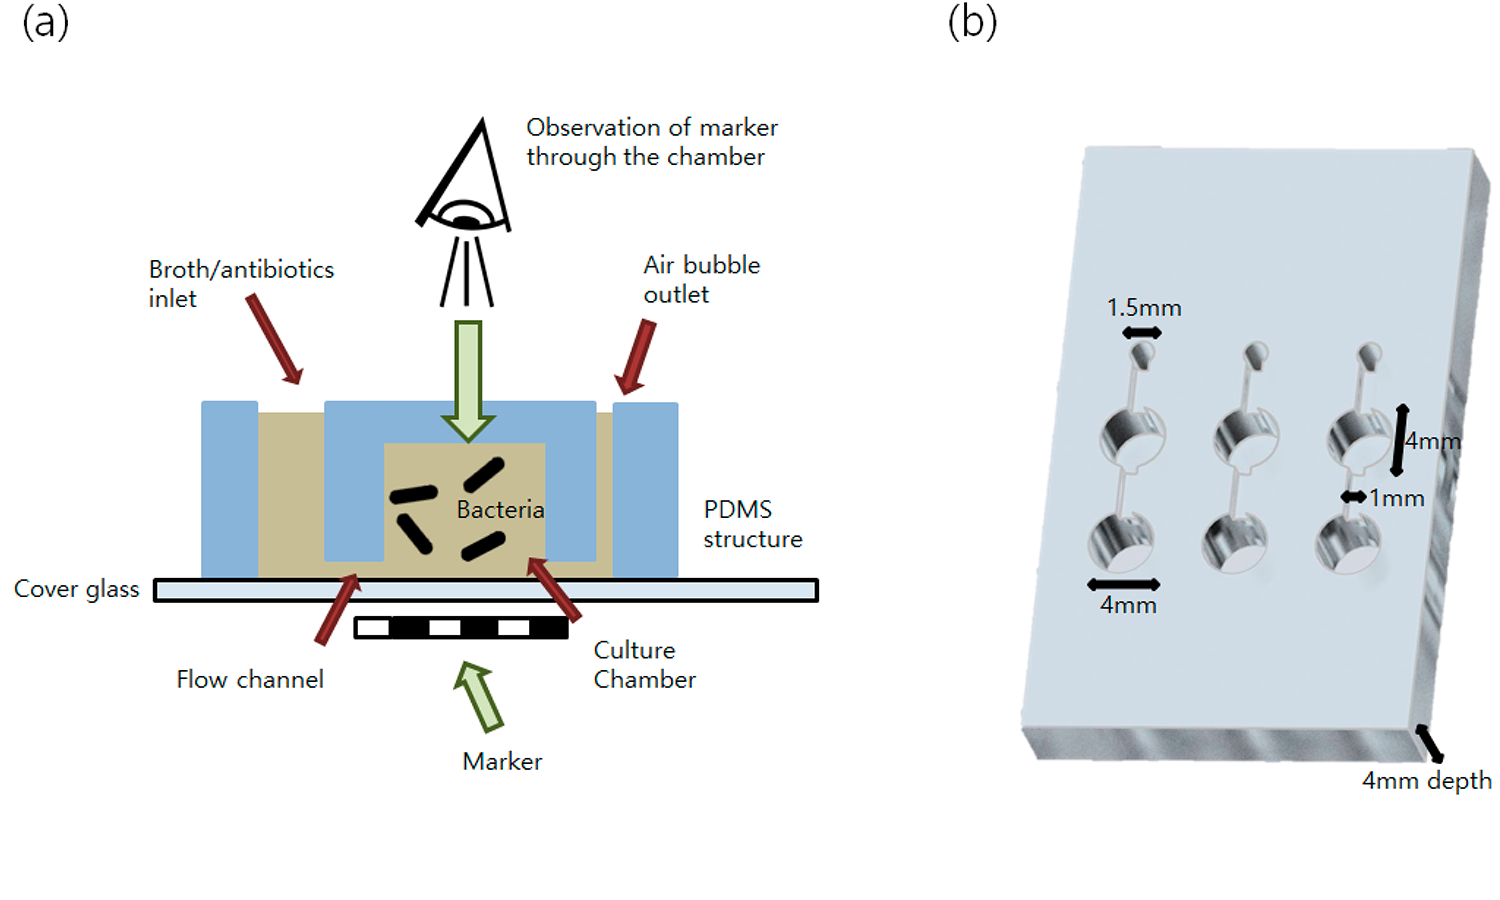 (a)
(b)
Observation of marker
through the chamber
Broth/antibiotics
inlet
Air bubble
outlet
Bacteria
PDMS
structure
Cover glass
Flow channel
Culture
Chamber
Marker
1.5mm
4mm
1mm
4mm
4mm depth